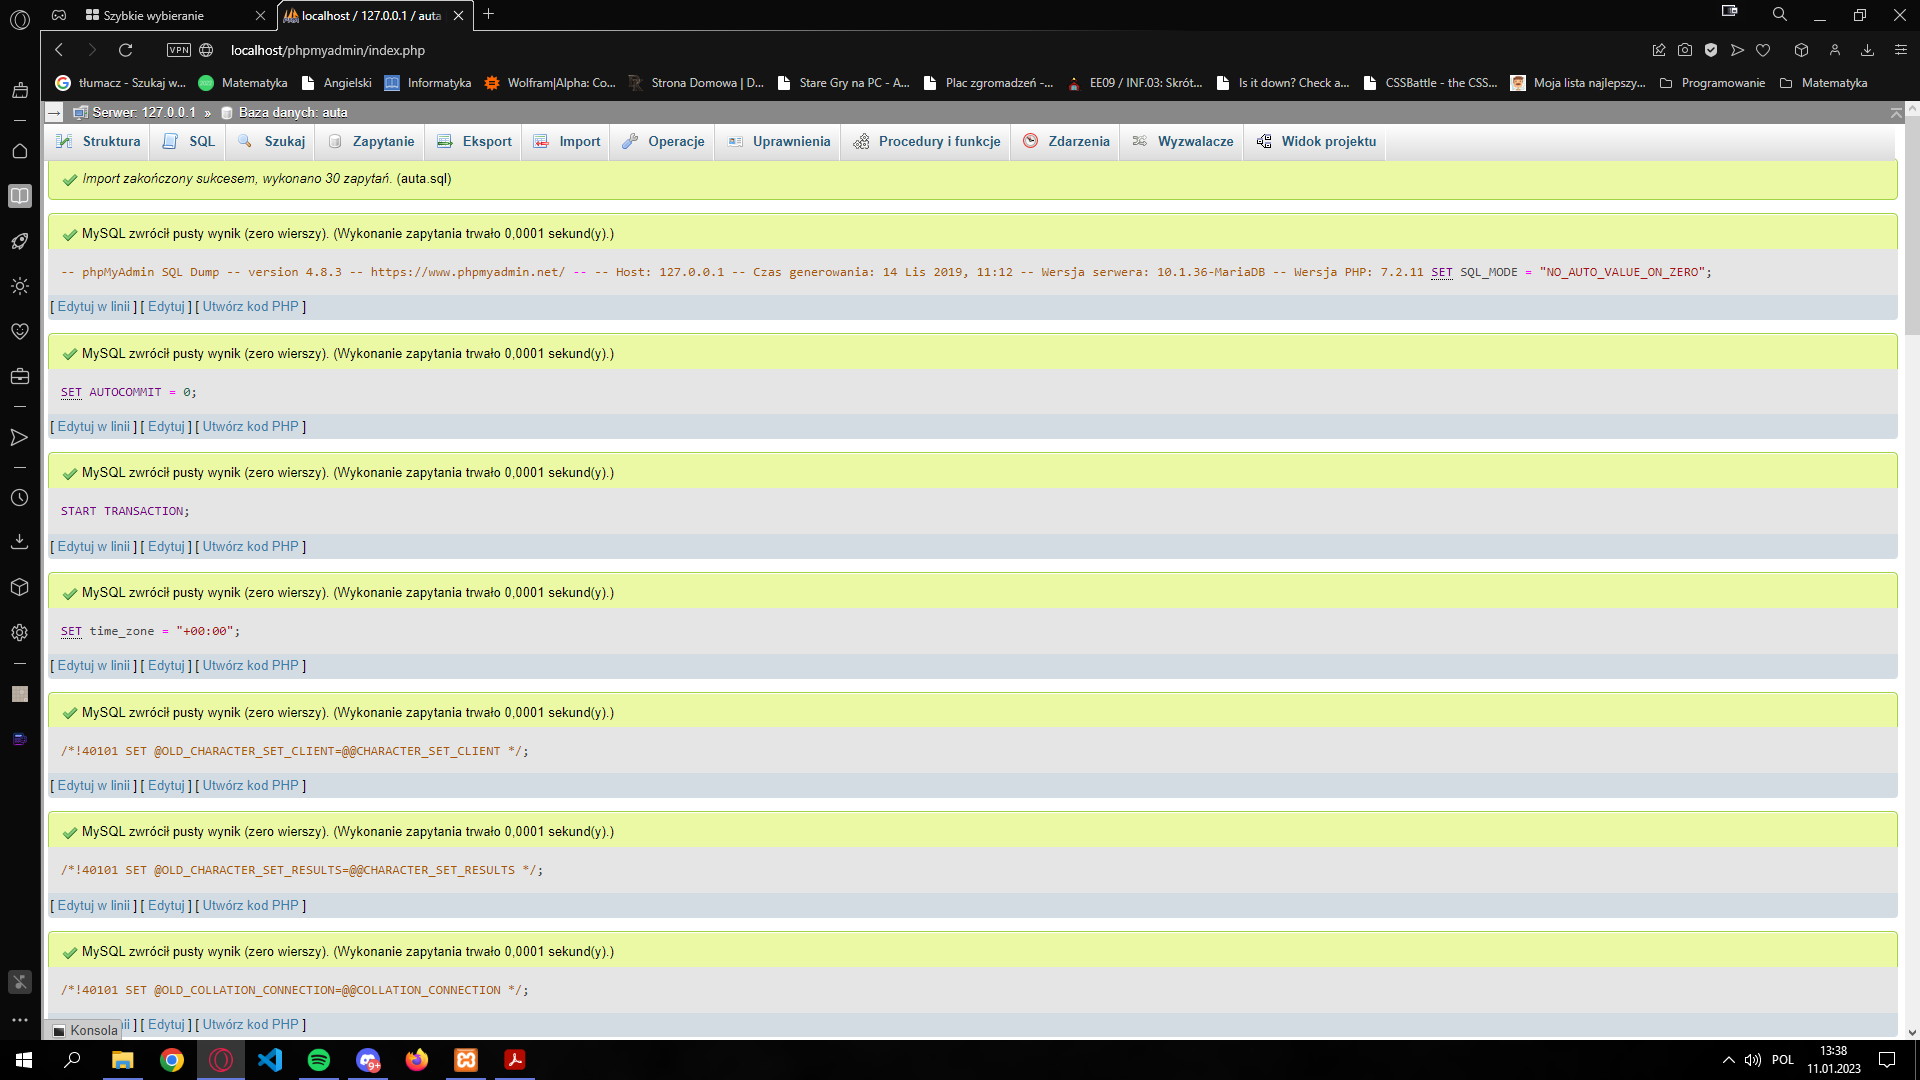 Szybkie wybieranie
localhost / 127.0.0.1 / auta
VPN
localhost/phpmyadmin/index.php
tłumacz - Szukaj w...
Matematyka
Angielski
Informatyka
Wolfram|Alpha: Co...
Strona Domowa | D...
Stare Gry na PC - A...
Plac zgromadzeń -...
EE09 / INF.03: Skrót...
Is it down? Check a...
CSSBattle - the CSS...
Moja lista najlepszy...
Programowanie
Matematyka
Serwer: 127.0.0.1 » Baza danych: auta
Struktura
SQL
Szukaj
Zapytanie
Eksport
Import
Operacje
Uprawnienia
Procedury i funkcje
Zdarzenia
Wyzwalacze
Widok projektu
Import zakończony sukcesem, wykonano 30 zapytań. (auta.sql)
MySQL zwrócił pusty wynik (zero wierszy). (Wykonanie zapytania trwało 0,0001 sekund(y).)
-- phpMyAdmin SQL Dump -- version 4.8.3 -- https://www.phpmyadmin.net/ -- -- Host: 127.0.0.1 -- Czas generowania: 14 Lis 2019, 11:12 -- Wersja serwera: 10.1.36-MariaDB -- Wersja PHP: 7.2.11 SET SQL_MODE = "NO_AUTO_VALUE_ON_ZERO";
[ Edytuj w linii ] [ Edytuj ] [ Utwórz kod PHP ]
MySQL zwrócił pusty wynik (zero wierszy). (Wykonanie zapytania trwało 0,0001 sekund(y).)
SET AUTOCOMMIT = 0;
[ Edytuj w linii ] [ Edytuj ] [ Utwórz kod PHP ]
MySQL zwrócił pusty wynik (zero wierszy). (Wykonanie zapytania trwało 0,0001 sekund(y).)
START TRANSACTION;
[ Edytuj w linii ] [ Edytuj ] [ Utwórz kod PHP ]
MySQL zwrócił pusty wynik (zero wierszy). (Wykonanie zapytania trwało 0,0001 sekund(y).)
SET time_zone = "+00:00";
[ Edytuj w linii ] [ Edytuj ] [ Utwórz kod PHP ]
MySQL zwrócił pusty wynik (zero wierszy). (Wykonanie zapytania trwało 0,0001 sekund(y).)
/*!40101 SET @OLD_CHARACTER_SET_CLIENT=@@CHARACTER_SET_CLIENT */;
[ Edytuj w linii ] [ Edytuj ] [ Utwórz kod PHP ]
MySQL zwrócił pusty wynik (zero wierszy). (Wykonanie zapytania trwało 0,0001 sekund(y).)
/*!40101 SET @OLD_CHARACTER_SET_RESULTS=@@CHARACTER_SET_RESULTS */;
[ Edytuj w linii ] [ Edytuj ] [ Utwórz kod PHP ]
MySQL zwrócił pusty wynik (zero wierszy). (Wykonanie zapytania trwało 0,0001 sekund(y).)
/*!40101 SET @OLD_COLLATION_CONNECTION=@@COLLATION_CONNECTION */;
ii ] [ Edytuj ] [ Utwórz kod PHP ]
Konsola
9+
POL
13:38
11.01.2023